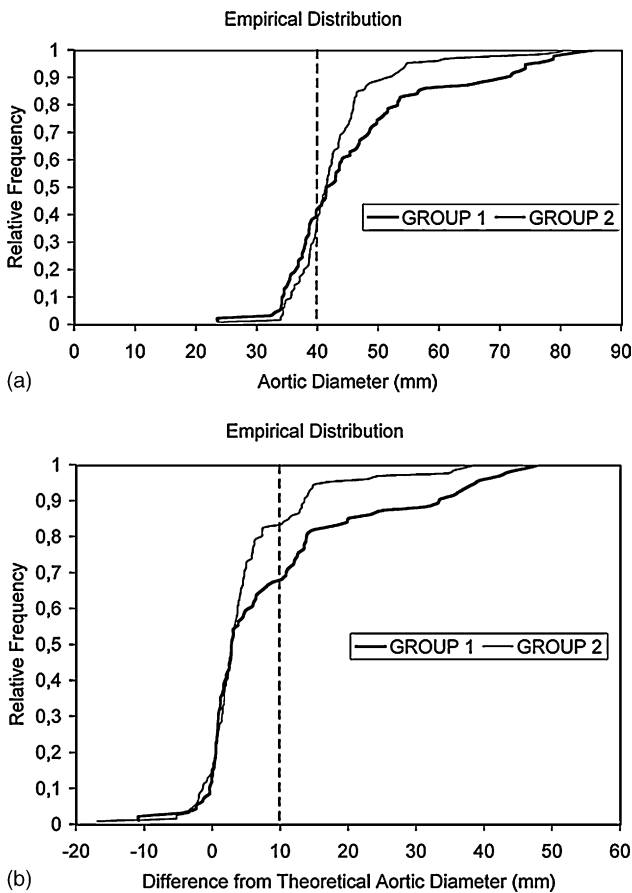 Empirical Distribution
Relative Frequency
1
0,9
0,8
0,7
0,6
0,5
0,4
0,3
0,2
0,1
0
GROUP 1 GROUP 2
0 10 20 30 40 50 60 70 80 90
Aortic Diameter (mm)
(a)
Empirical Distribution
Relative Frequency
1
0,9
0,8
0,7
0,6
0,5
0,4
0,3
0,2
0,1
0
GROUP 1 GROUP 2
-20 -10 0 10 20 30 40 50 60
Difference from Theoretical Aortic Diameter (mm)
(b)